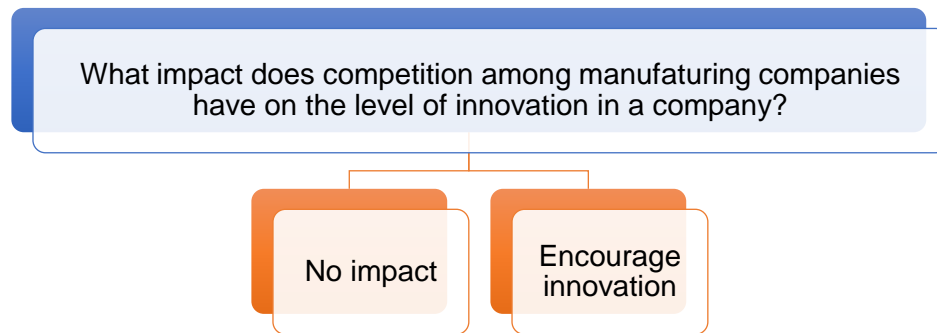 What impact does competition among manufaturing companies
have on the level of innovation in a company?
No impact
Encourage
innovation